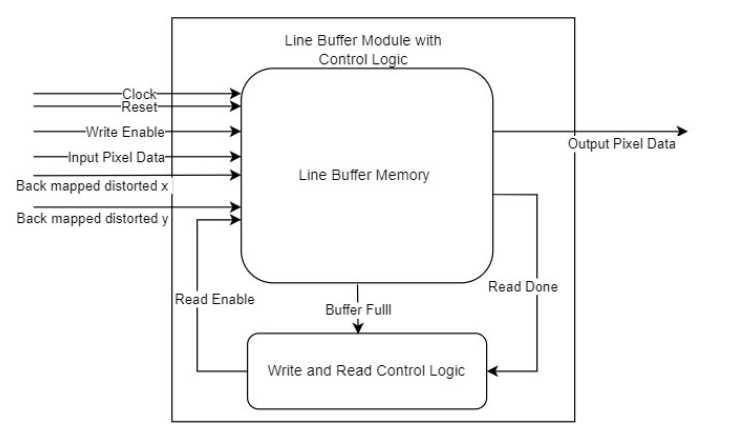 Line Buffer Module with
Control Logic
Clock
Reset
Write Enable
Input Pixel Data
Output Pixel Data
Line Buffer Memory
Back mapped distorted x
Back mapped distorted y
Read Enable
Read Done
Buffer Fulll
Write and Read Control Logic